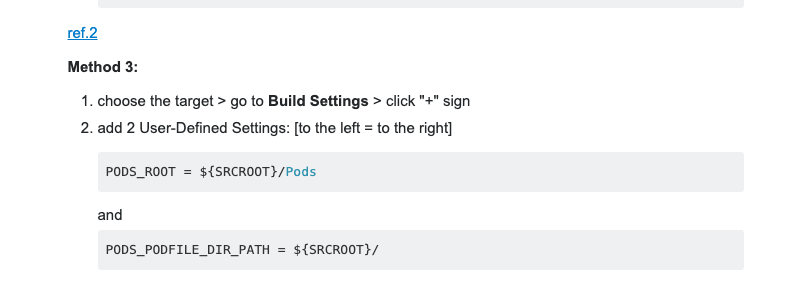 ref.2
Method 3:
1. choose the target > go to Build Settings > click "+" sign
2. add 2 User-Defined Settings: [to the left = to the right]
PODS_ROOT = ${SRCROOT}/Pods
and
PODS_PODFILE_DIR_PATH = ${SRCROOT}/